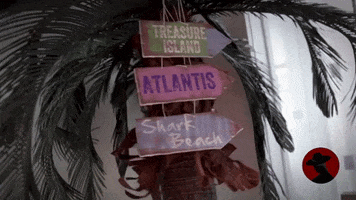 TREASURE
ISLAND
ATLANTIS
Shark
Beach